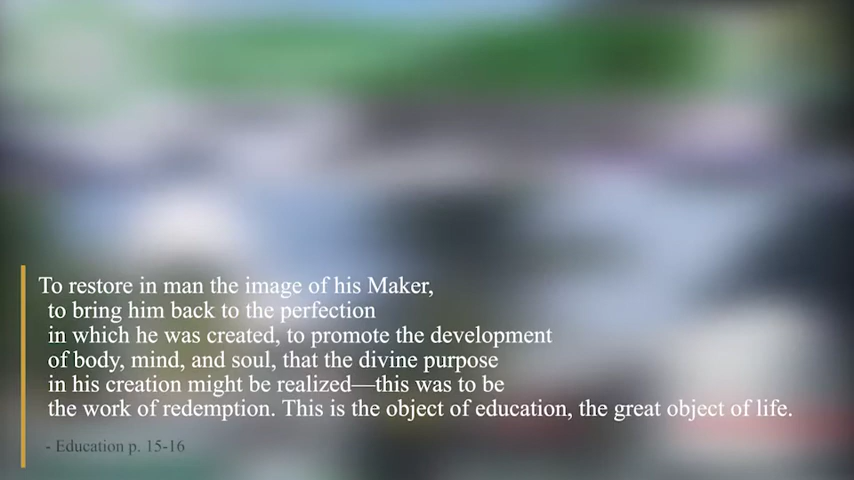 To restore in man the image of his Maker,
to bring him back to the perfection
in which he was created, to promote the development
of body, mind, and soul, that the divine purpose
in his creation might be realized—this was to be
the work of redemption. This is the object of education, the great object of life.
- Education p. 15-16